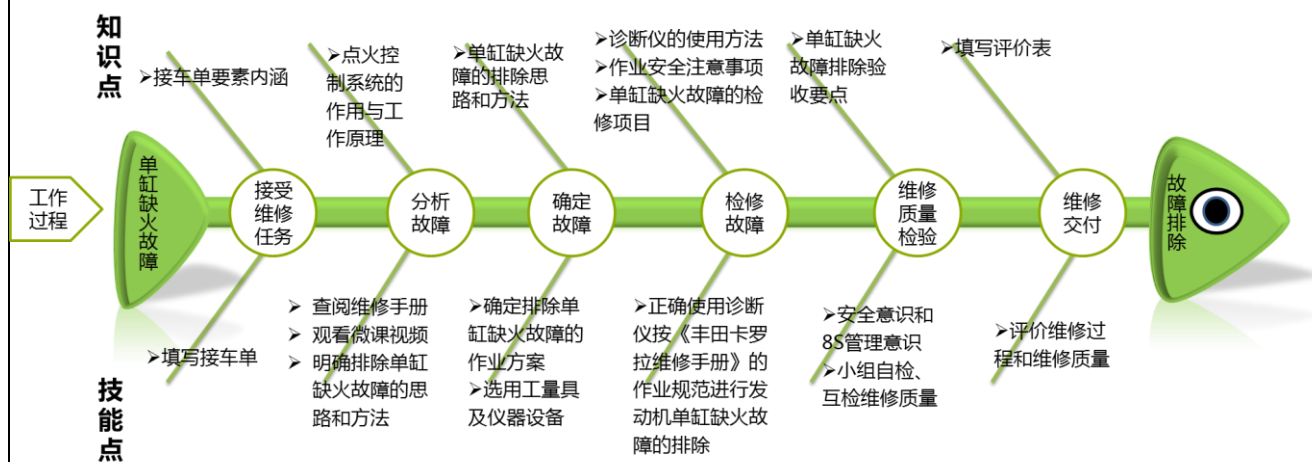 知识点
➤接车单要素内涵
➤点火控
制系统的
作用与工
作原理
➤单缸缺火故
障的排除思
路和方法
➤诊断仪的使用方法
➤作业安全注意事项
➤单缸缺火故障的检
修项目
➤单缸缺火
故障排除验
收要点
➤填写评价表
工作
过程
单缸缺火故障
接受
维修
任务
分析
故障
确定
故障
检修
故障
维修
质量
检验
维修
交付
故障排除
技能点
➤填写接车单
➤ 查阅维修手册
➤ 观看微课视频
➤ 明确排除单缸
缺火故障的思
路和方法
➤确定排除单
缸缺火故障的
作业方案
➤选用工量具
及仪器设备
➤正确使用诊断
仪按《丰田卡罗
拉维修手册》的
作业规范进行发
动机单缸缺火故
障的排除
➤安全意识和
8S管理意识
➤小组自检、
互检维修质量
➤评价维修过
程和维修质量